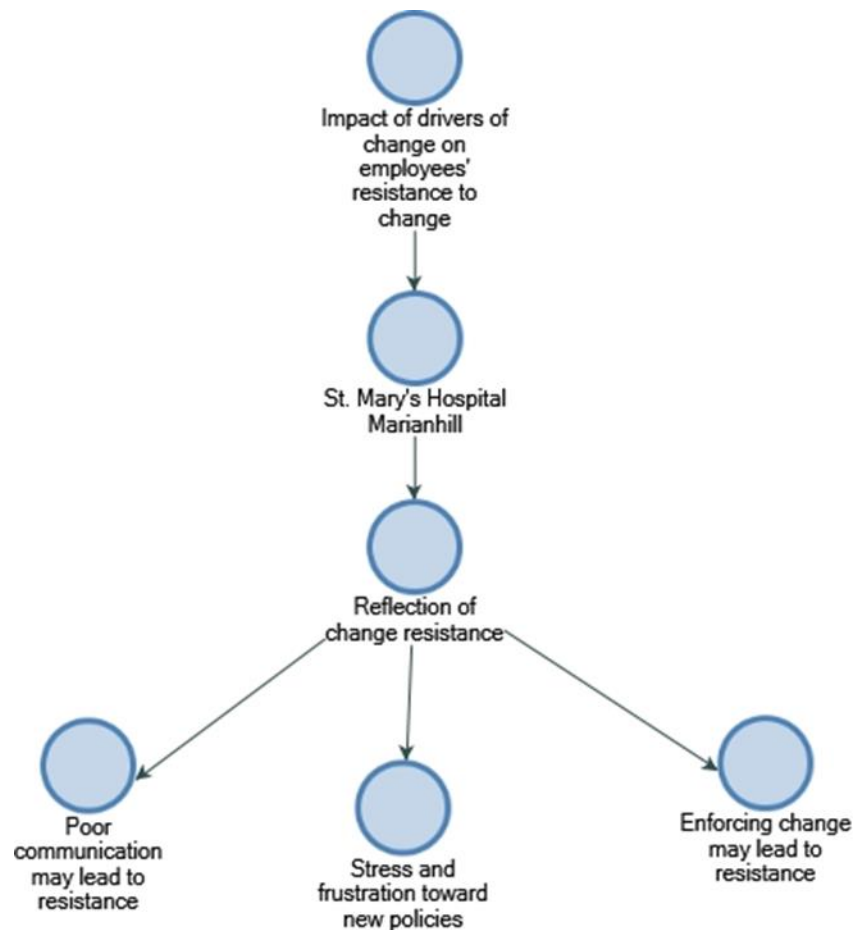 Impact of drivers of
change on
employees'
resistance to
change
St. Mary's Hospital
Marianhill
Reflection of
change resistance
Poor
communication
may lead to
resistance
Stress and
frustration toward
new policies
Enforcing change
may lead to
resistance